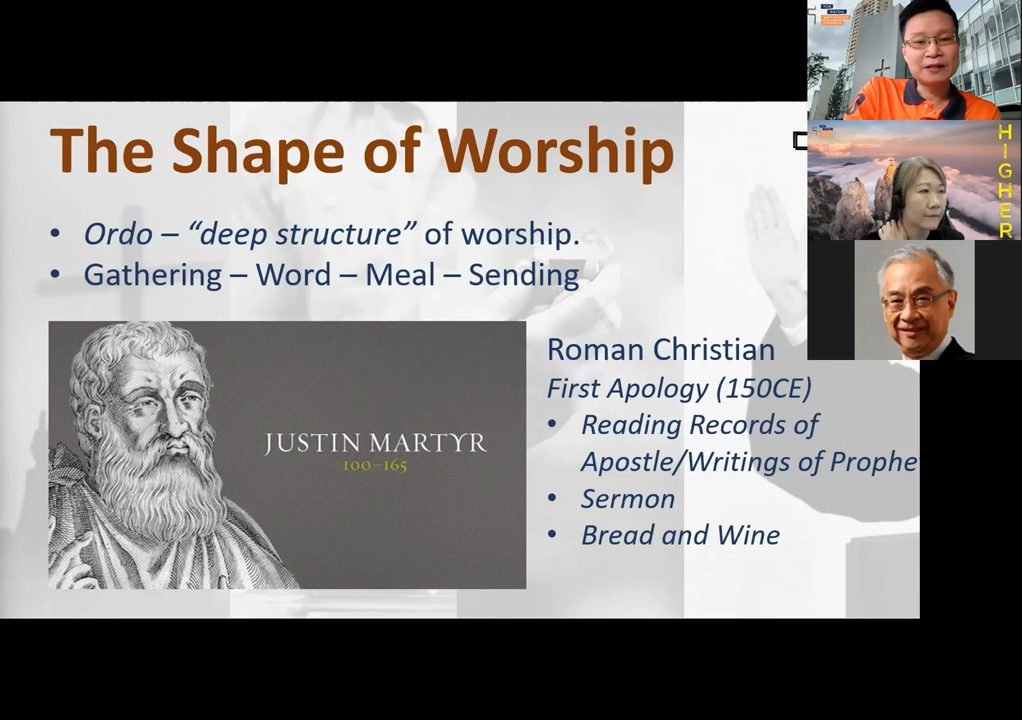 The Shape of Worship
• Ordo – “deep structure” of worship.
• Gathering – Word – Meal – Sending
JUSTIN MARTYR
100–165
Roman Christian
First Apology (150CE)
• Reading Records of
Apostle/Writings of Prophe
• Sermon
• Bread and Wine
HIGHER